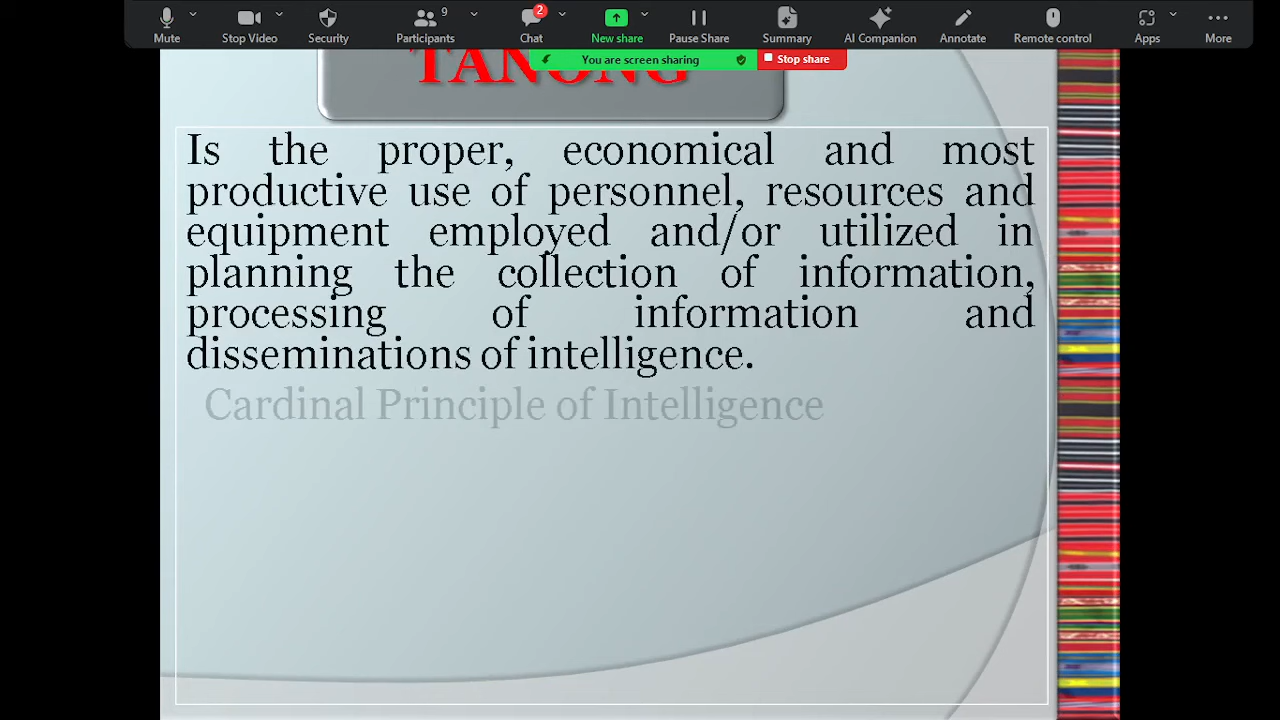 Mute
Stop Video
Security
Participants
9
Chat
2
New share
Pause Share
Summary
AI Companion
Annotate
Remote control
Apps
More
You are screen sharing
Stop share
TANONG
Is the proper, economical and most
productive use of personnel, resources and
equipment employed and/or utilized in
planning the collection of information,
processing of information and
disseminations of intelligence.
Cardinal Principle of Intelligence